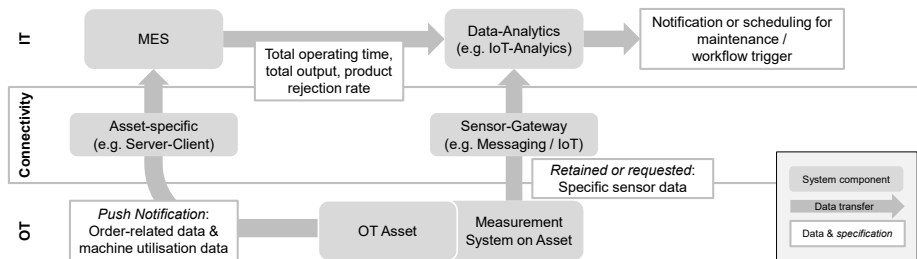 IT
MES
Total operating time,
total output, product
rejection rate
Data-Analytics
(e.g. IoT-Analyics)
Notification or scheduling for
maintenance /
workflow trigger
Connectivity
Asset-specific
(e.g. Server-Client)
Sensor-Gateway
(e.g. Messaging / IoT)
Retained or requested:
Specific sensor data
OT
Push Notification:
Order-related data &
machine utilisation data
OT Asset
Measurement
System on Asset
System component
Data transfer
Data & specification